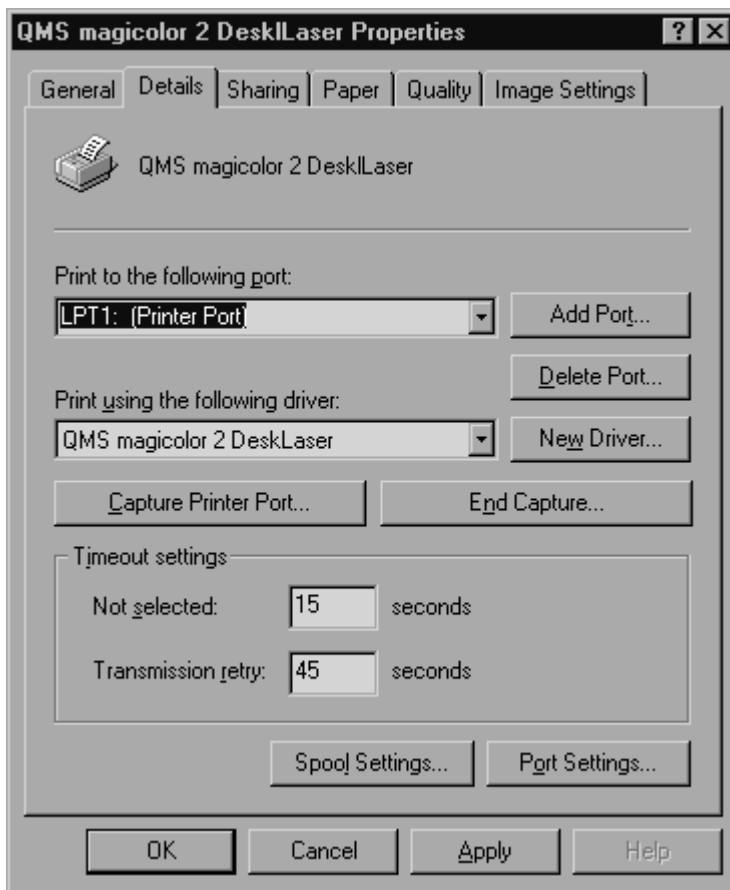 QMS magicolor 2 DesklLaser Properties
? X
General Details Sharing Paper Quality Image Settings
QMS magicolor 2 DesklLaser
Print to the following port:
LPT1: (Printer Port)
Add Port...
Delete Port...
Print using the following driver:
QMS magicolor 2 DeskLaser
New Driver...
Capture Printer Port...
End Capture...
Timeout settings
Not selected: 15 seconds
Transmission retry: 45 seconds
Spool Settings...
Port Settings...
OK Cancel Apply Help